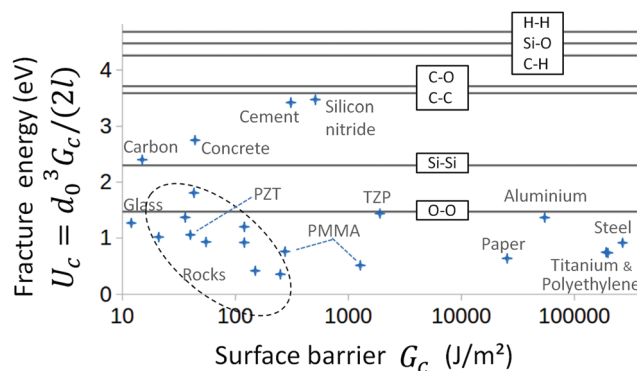 Fracture energy (eV)
U_c = d_0^3 G_c/(2l)
4
3
2
1
0
H-H
Si-O
C-H
C-O
C-C
Si-Si
O-O
Cement
Silicon
nitride
Carbon
Concrete
Glass
PZT
TZP
Aluminium
PMMA
Rocks
Paper
Steel
Titanium &
Polyethylene
10
100
1000
10000
100000
Surface barrier G_c (J/m²)